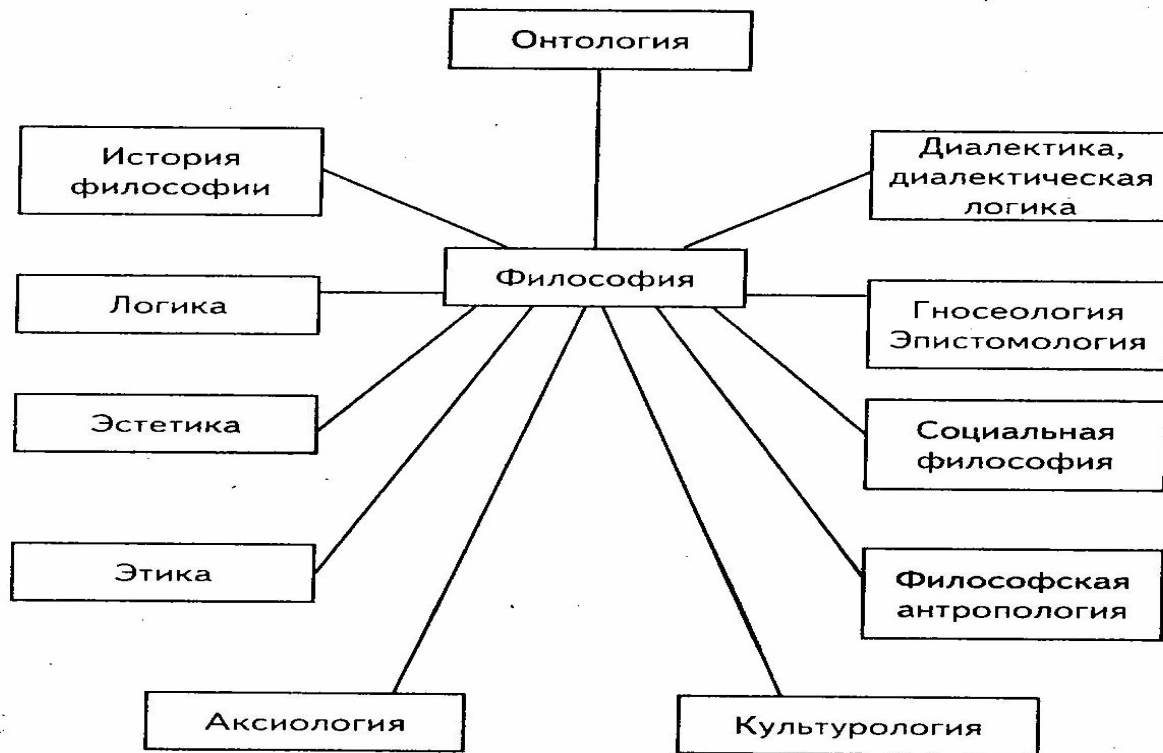 Онтология
История
философии
Диалектика,
диалектическая
логика
Философия
Логика
Гносеология
Эпистомология
Эстетика
Социальная
философия
Этика
Философская
антропология
Аксиология
Культурология